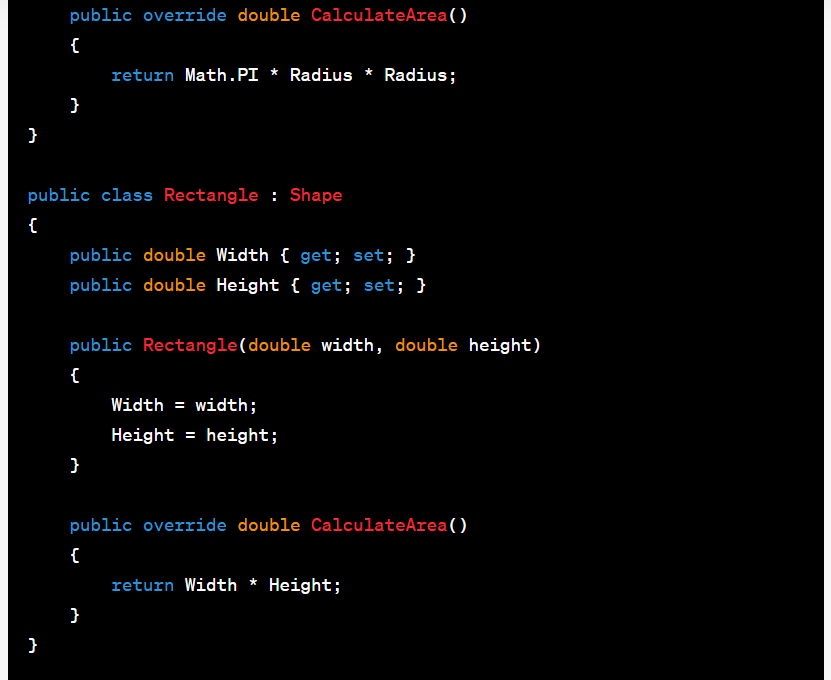 public override double CalculateArea()
    {
        return Math.PI * Radius * Radius;
    }
}

public class Rectangle : Shape
{
    public double Width { get; set; }
    public double Height { get; set; }

    public Rectangle(double width, double height)
    {
        Width = width;
        Height = height;
    }

    public override double CalculateArea()
    {
        return Width * Height;
    }
}